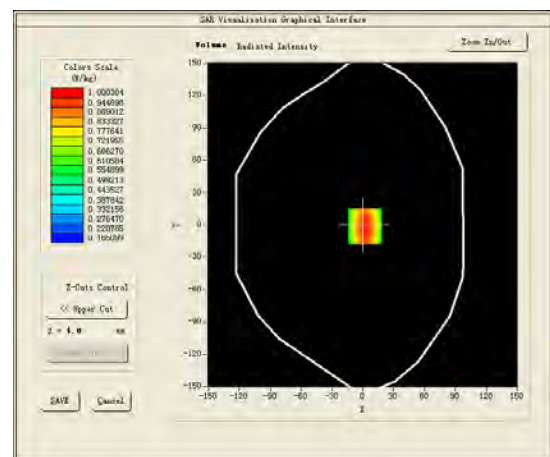 SAR Visualisation Graphical Interface
Volume Radiated Intensity
Zoom In/Out
Colors Scale
(W/kg)
1.000304
0.944698
0.889012
0.833327
0.777641
0.721955
0.666270
0.610584
0.554899
0.499213
0.443527
0.387842
0.332156
0.276470
0.220785
0.165099
150
120
90
60
30
0
-30
-60
-90
-120
-150
Y
-150 -120 -90 -60 -30 0 30 60 90 120 150
X
Z-Cuts Control
<< Upper Cut
Z = 4.0 mm
SAVE
Cancel